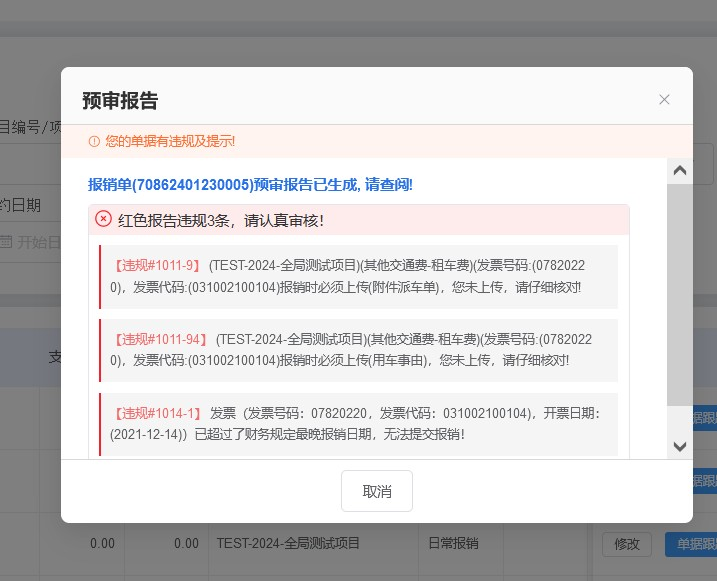 预审报告
您的单据有违规及提示!
报销单(70862401230005)预审报告已生成, 请查阅!
红色报告违规3条，请认真审核！
【违规#1011-9】 (TEST-2024-全局测试项目)(其他交通费-租车费)(发票号码:(0782022
0)，发票代码:(031002100104)报销时必须上传(附件派车单)，您未上传，请仔细核对!
【违规#1011-94】 (TEST-2024-全局测试项目)(其他交通费-租车费)(发票号码:(0782022
0)，发票代码:(031002100104)报销时必须上传(用车事由)，您未上传，请仔细核对!
【违规#1014-1】 发票（发票号码：07820220，发票代码：031002100104)，开票日期：
(2021-12-14)）已超过了财务规定最晚报销日期，无法提交报销！
取消
目编号/项
约日期
开始日
支
据跟
据跟
0.00 0.00 TEST-2024-全局测试项目 日常报销 修改 单据跟